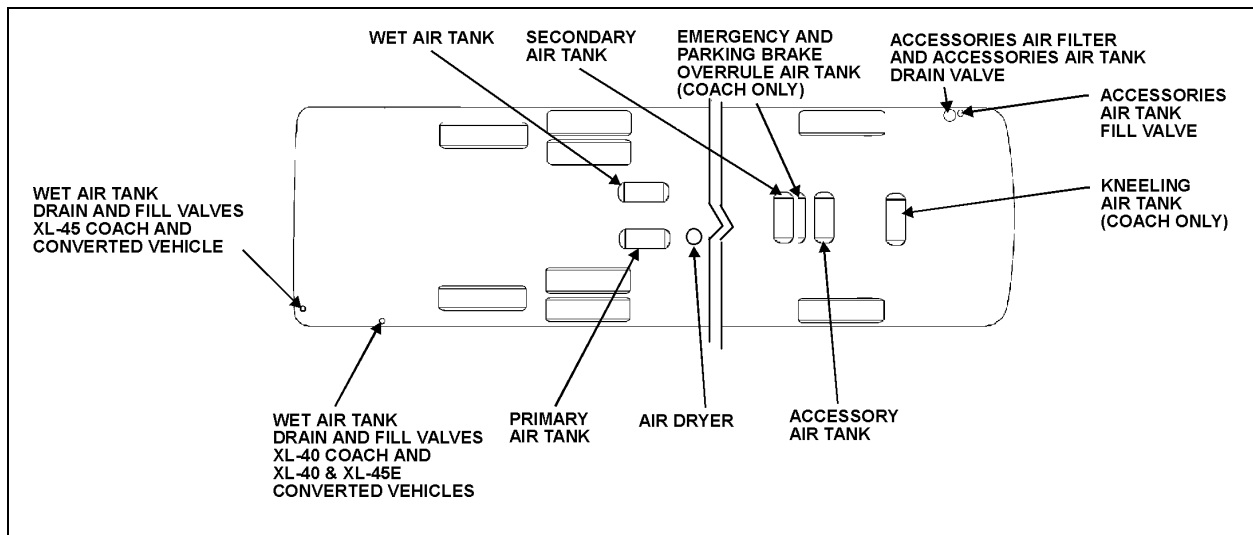 WET AIR TANK
SECONDARY
AIR TANK
EMERGENCY AND
PARKING BRAKE
OVERRULE AIR TANK
(COACH ONLY)
ACCESSORIES AIR FILTER
AND ACCESSORIES AIR TANK
DRAIN VALVE
ACCESSORIES
AIR TANK
FILL VALVE
WET AIR TANK
DRAIN AND FILL VALVES
XL-45 COACH AND
CONVERTED VEHICLE
KNEELING
AIR TANK
(COACH ONLY)
WET AIR TANK
DRAIN AND FILL VALVES
XL-40 COACH AND
XL-40 & XL-45E
CONVERTED VEHICLES
PRIMARY
AIR TANK
AIR DRYER
ACCESSORY
AIR TANK